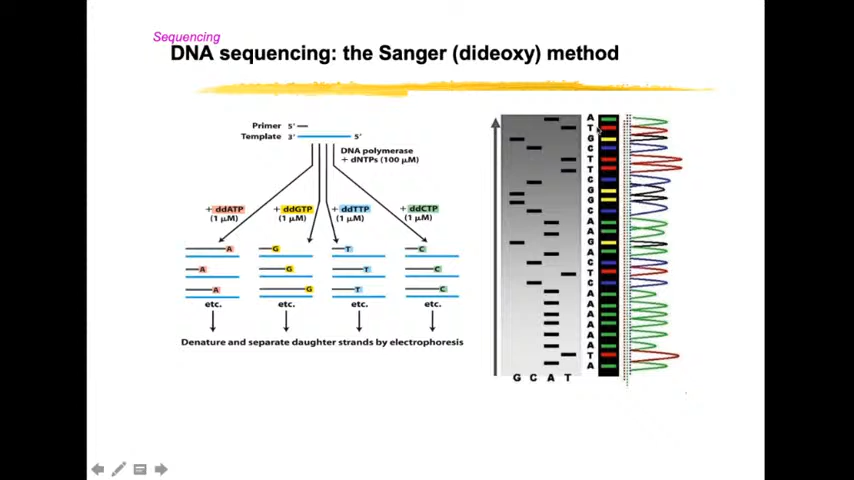 Sequencing
DNA sequencing: the Sanger (dideoxy) method
Primer 5'
Template 3' 5'
DNA polymerase
+ dNTPs (100 µM)
+ ddATP
(1 µM)
+ ddGTP
(1 µM)
+ ddTTP
(1 µM)
+ ddCTP
(1 µM)
A G T C
A G T C
A G T C
etc. etc. etc. etc.
Denature and separate daughter strands by electrophoresis
A
T
G
C
T
T
C
G
G
C
A
A
G
A
C
T
C
A
A
A
A
A
A
T
A
G C A T